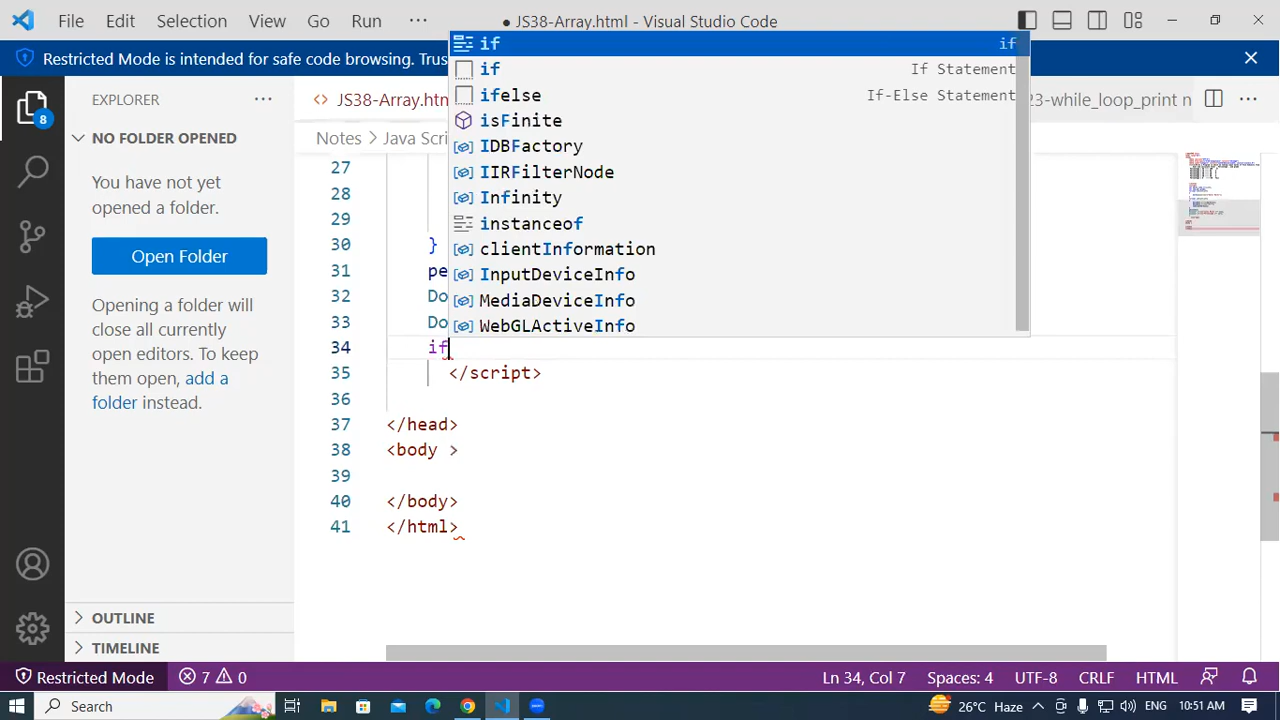 File Edit Selection View Go Run ··· ● JS38-Array.html - Visual Studio Code
Restricted Mode is intended for safe code browsing. Trus
EXPLORER ···
NO FOLDER OPENED
You have not yet
opened a folder.
Open Folder
Opening a folder will
close all currently
open editors. To keep
them open, add a
folder instead.
OUTLINE
TIMELINE
8
JS38-Array.htm
23-while_loop_print n
Notes > Java Scri
if if
if If Statement
ifelse If-Else Statement
isFinite
IDBFactory
IIRFilterNode
Infinity
instanceof
clientInformation
InputDeviceInfo
MediaDeviceInfo
WebGLActiveInfo
27
28
29
30 }
31 pe
32 Do
33 Do
34 if
35 </script>
36
37 </head>
38 <body >
39
40 </body>
41 </html>
Restricted Mode 7 0 Ln 34, Col 7 Spaces: 4 UTF-8 CRLF HTML
Search 26°C Haze ENG 10:51 AM